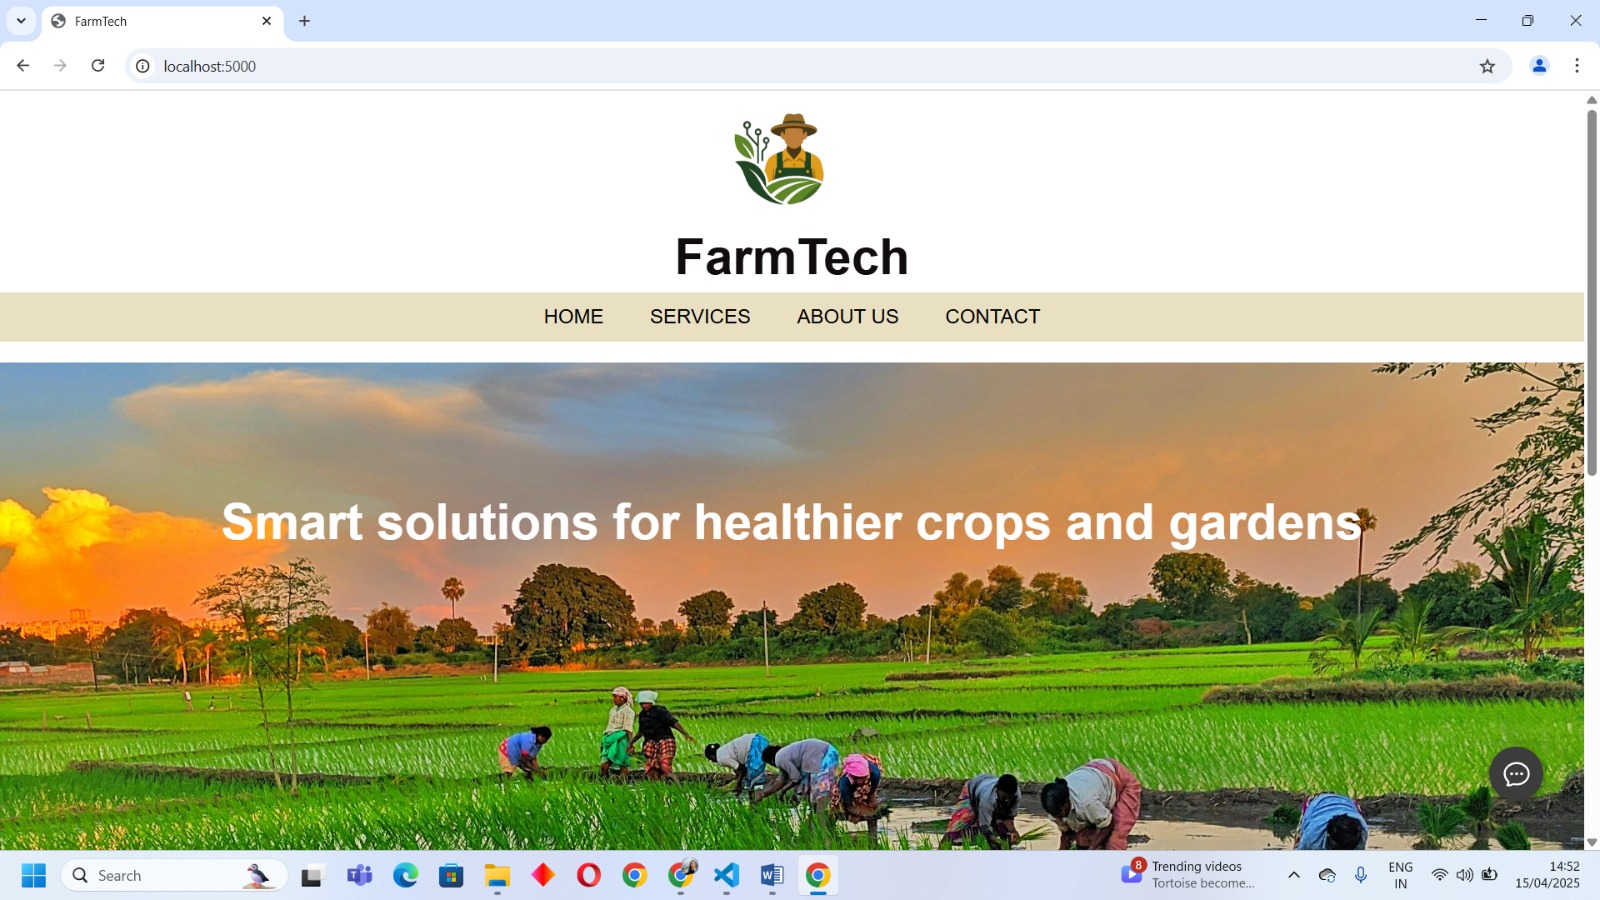 FarmTech
localhost:5000
FarmTech
HOME SERVICES ABOUT US CONTACT
Smart solutions for healthier crops and gardens
Search
8
Trending videos
Tortoise become...
ENG
IN
14:52
15/04/2025